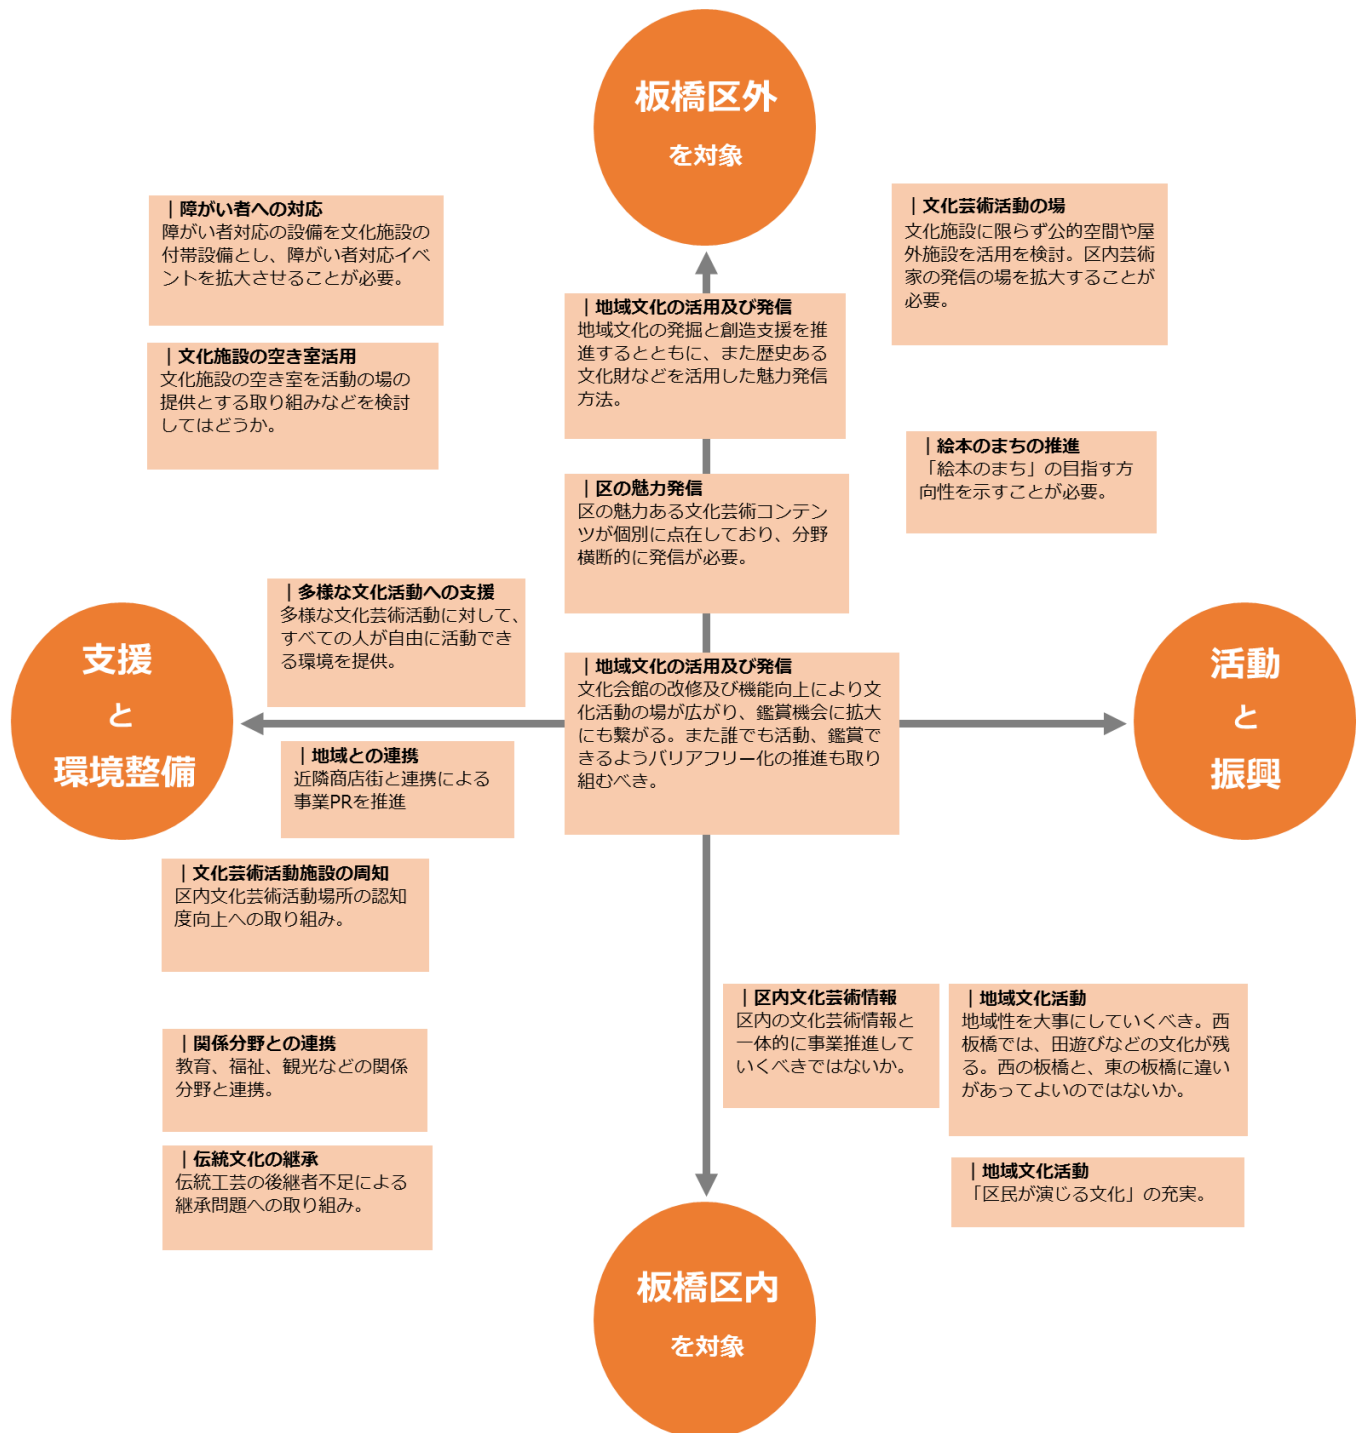 板橋区外
を対象
｜障がい者への対応
障がい者対応の設備を文化施設の
付帯設備とし、障がい者対応イベ
ントを拡大させることが必要。
｜文化芸術活動の場
文化施設に限らず公的空間や屋
外施設を活用を検討。区内芸術
家の発信の場を拡大することが
必要。
｜地域文化の活用及び発信
地域文化の発掘と創造支援を推
進するとともに、また歴史ある
文化財などを活用した魅力発信
方法。
｜文化施設の空き室活用
文化施設の空き室を活動の場の
提供とする取り組みなどを検討
してはどうか。
｜絵本のまちの推進
「絵本のまち」の目指す方
向性を示すことが必要。
｜区の魅力発信
区の魅力ある文化芸術コンテン
ツが個別に点在しており、分野
横断的に発信が必要。
｜多様な文化活動への支援
多様な文化芸術活動に対して、
すべての人が自由に活動でき
る環境を提供。
支援
と
環境整備
｜地域文化の活用及び発信
文化会館の改修及び機能向上により文
化活動の場が広がり、鑑賞機会に拡大
にも繋がる。また誰でも活動、鑑賞で
きるようバリアフリー化の推進も取り
組むべき。
活動
と
振興
｜地域との連携
近隣商店街と連携による
事業PRを推進
｜文化芸術活動施設の周知
区内文化芸術活動場所の認知
度向上への取り組み。
｜区内文化芸術情報
区内の文化芸術情報と
一体的に事業推進して
いくべきではないか。
｜地域文化活動
地域性を大事にしていくべき。西
板橋では、田遊びなどの文化が残
る。西の板橋と、東の板橋に違い
があってよいのではないか。
｜関係分野との連携
教育、福祉、観光などの関係
分野と連携。
｜伝統文化の継承
伝統工芸の後継者不足による
継承問題への取り組み。
｜地域文化活動
「区民が演じる文化」の充実。
板橋区内
を対象